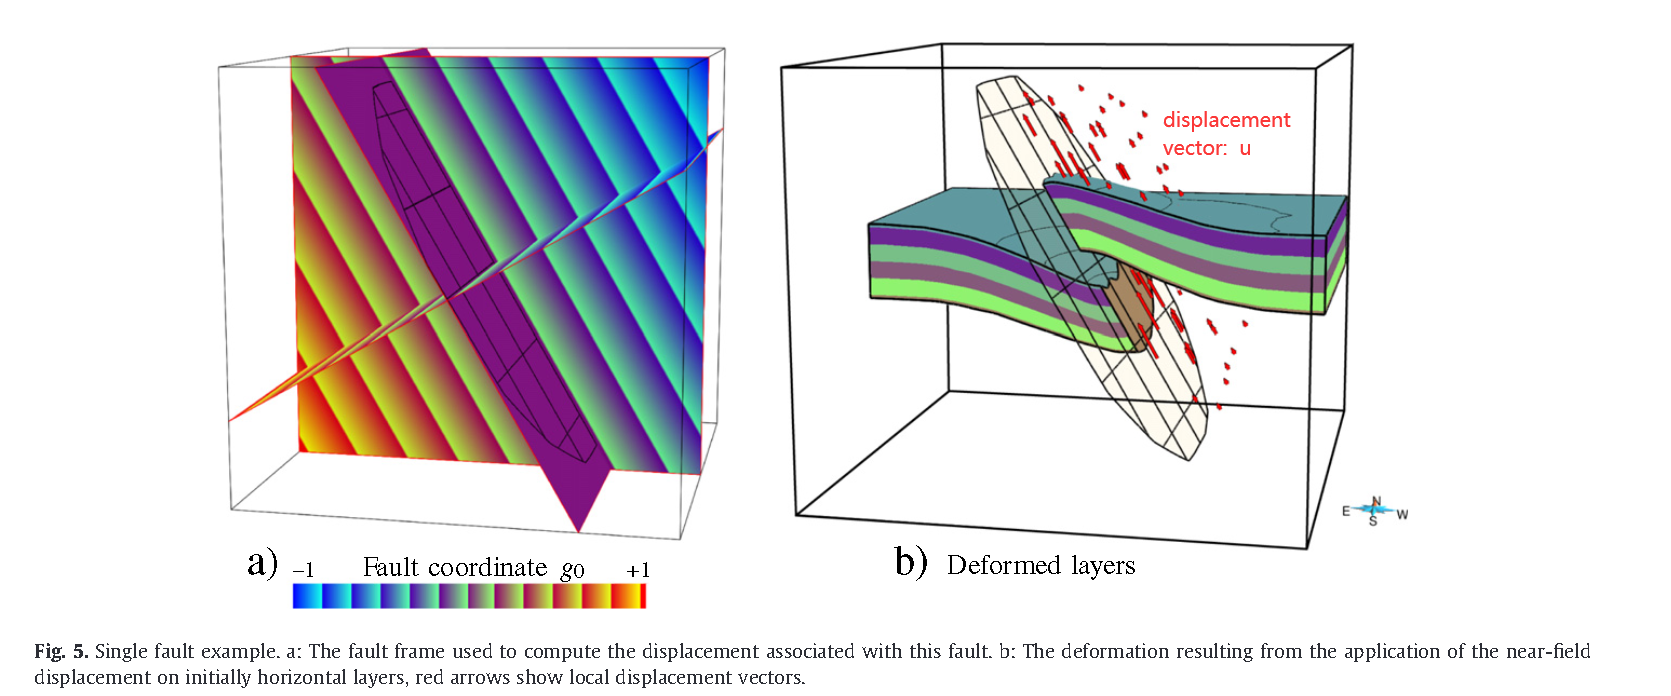 displacement
vector: u
N
E W
S
a) −1 Fault coordinate g0 +1
b) Deformed layers
Fig. 5. Single fault example. a: The fault frame used to compute the displacement associated with this fault. b: The deformation resulting from the application of the near-field
displacement on initially horizontal layers, red arrows show local displacement vectors.